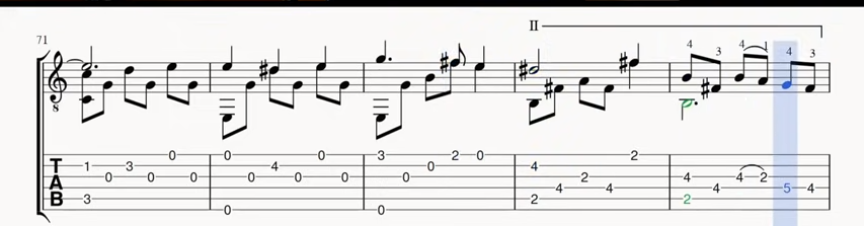 II
71
4 3 4 1 4 3
8
0 0 0 3 2 0 2
T 1 3 4 0 4
A 0 0 0 0 0 0 0 2 4 4 2
4 4 4 5 4
B 3 2 2
0 0